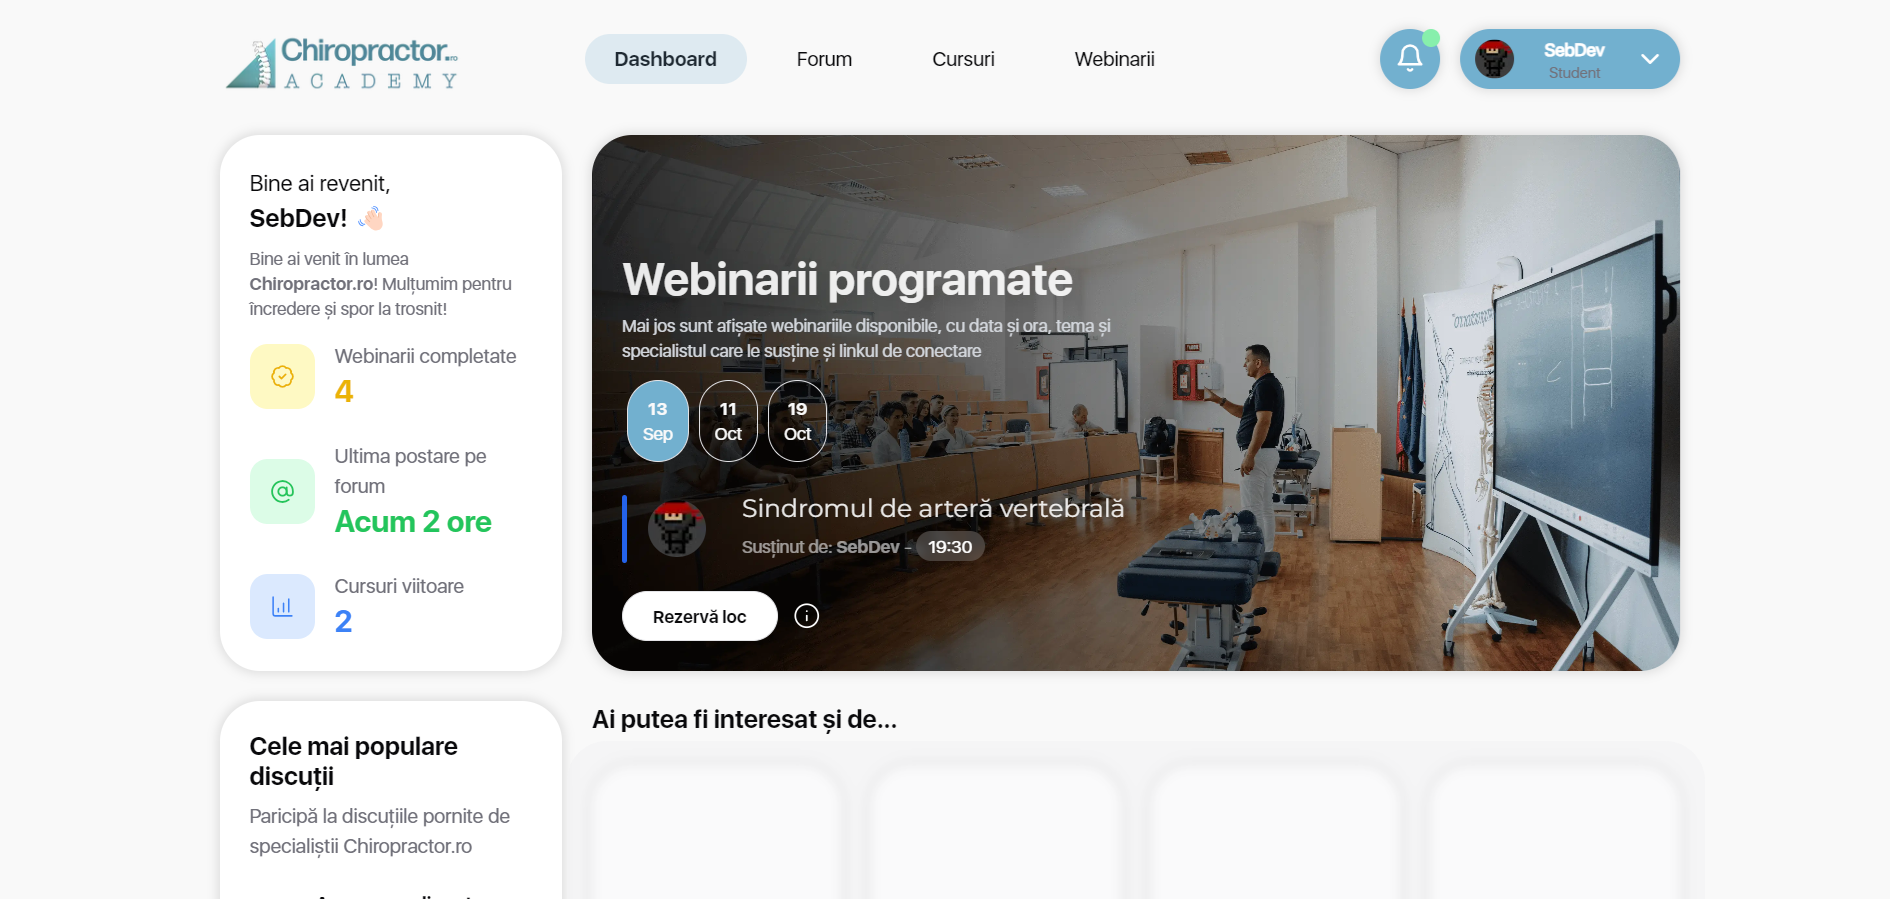 Chiropractor.ro
ACADEMY
Dashboard
Forum
Cursuri
Webinarii
SebDev
Student
Bine ai revenit,
SebDev!
Bine ai venit în lumea
Chiropractor.ro! Mulțumim pentru
încredere și spor la trosnit!
Webinarii completate
4
Ultima postare pe
forum
Acum 2 ore
Cursuri viitoare
2
Webinarii programate
Mai jos sunt afișate webinariile disponibile, cu data și ora, tema și
specialistul care le susține și linkul de conectare
13
Sep
11
Oct
19
Oct
Sindromul de arteră vertebrală
Susținut de: SebDev - 19:30
Rezervă loc
Cele mai populare
discuții
Paricipă la discuțiile pornite de
specialiștii Chiropractor.ro
Ai putea fi interesat și de...